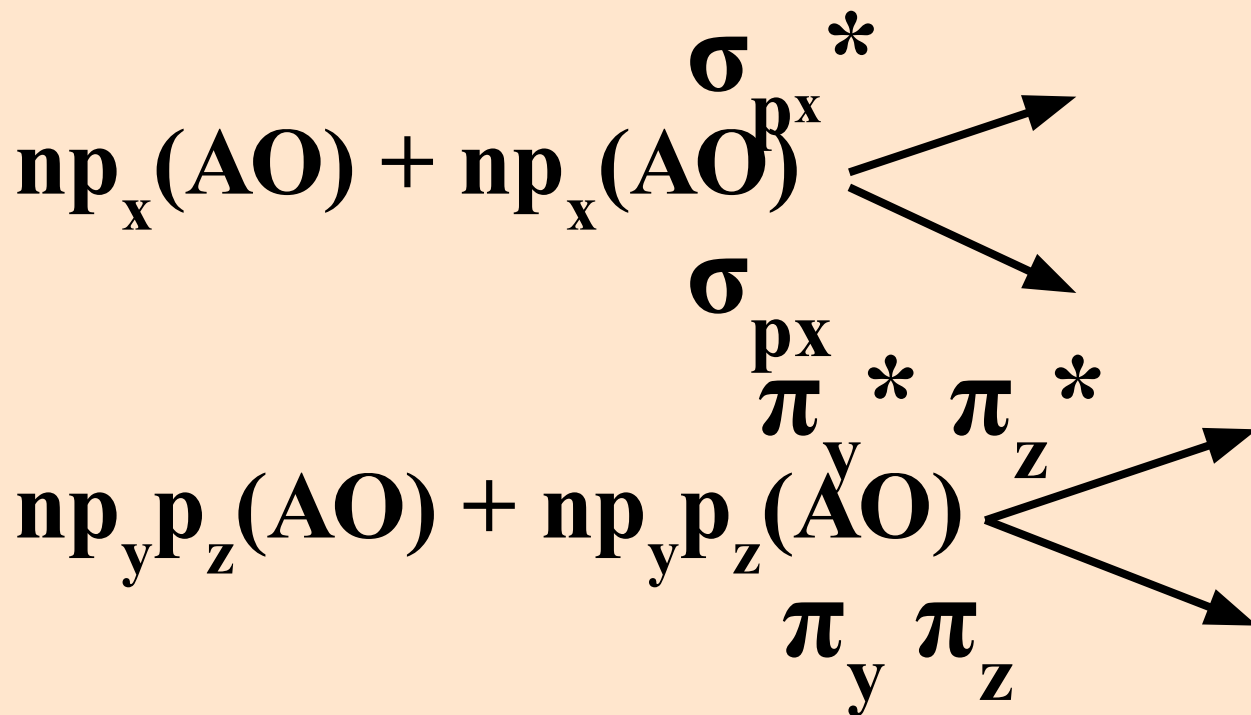 σpx*
npx(AO) + npx(AO)
σpx
πy* πz*
npypz(AO) + npypz(AO)
πy πz